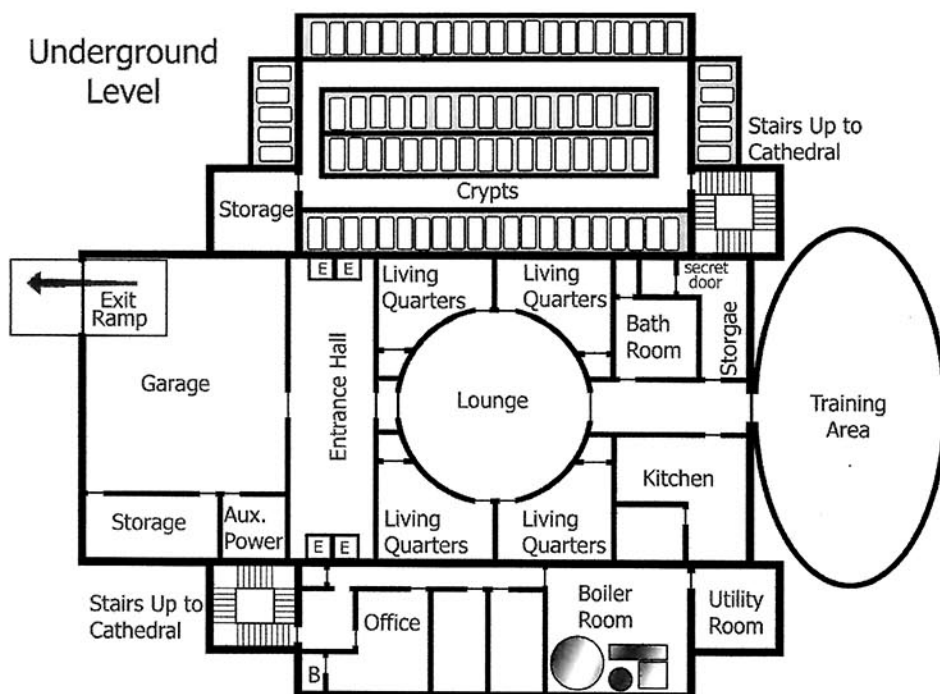 Underground
Level
Stairs Up to
Cathedral
Crypts
Storage
Exit
Ramp
E
E
Living
Quarters
Living
Quarters
secret
door
Bath
Room
Storgae
Garage
Entrance Hall
Lounge
Training
Area
Kitchen
Storage
Aux.
Power
E
E
Living
Quarters
Living
Quarters
Stairs Up to
Cathedral
Office
B
Boiler
Room
Utility
Room